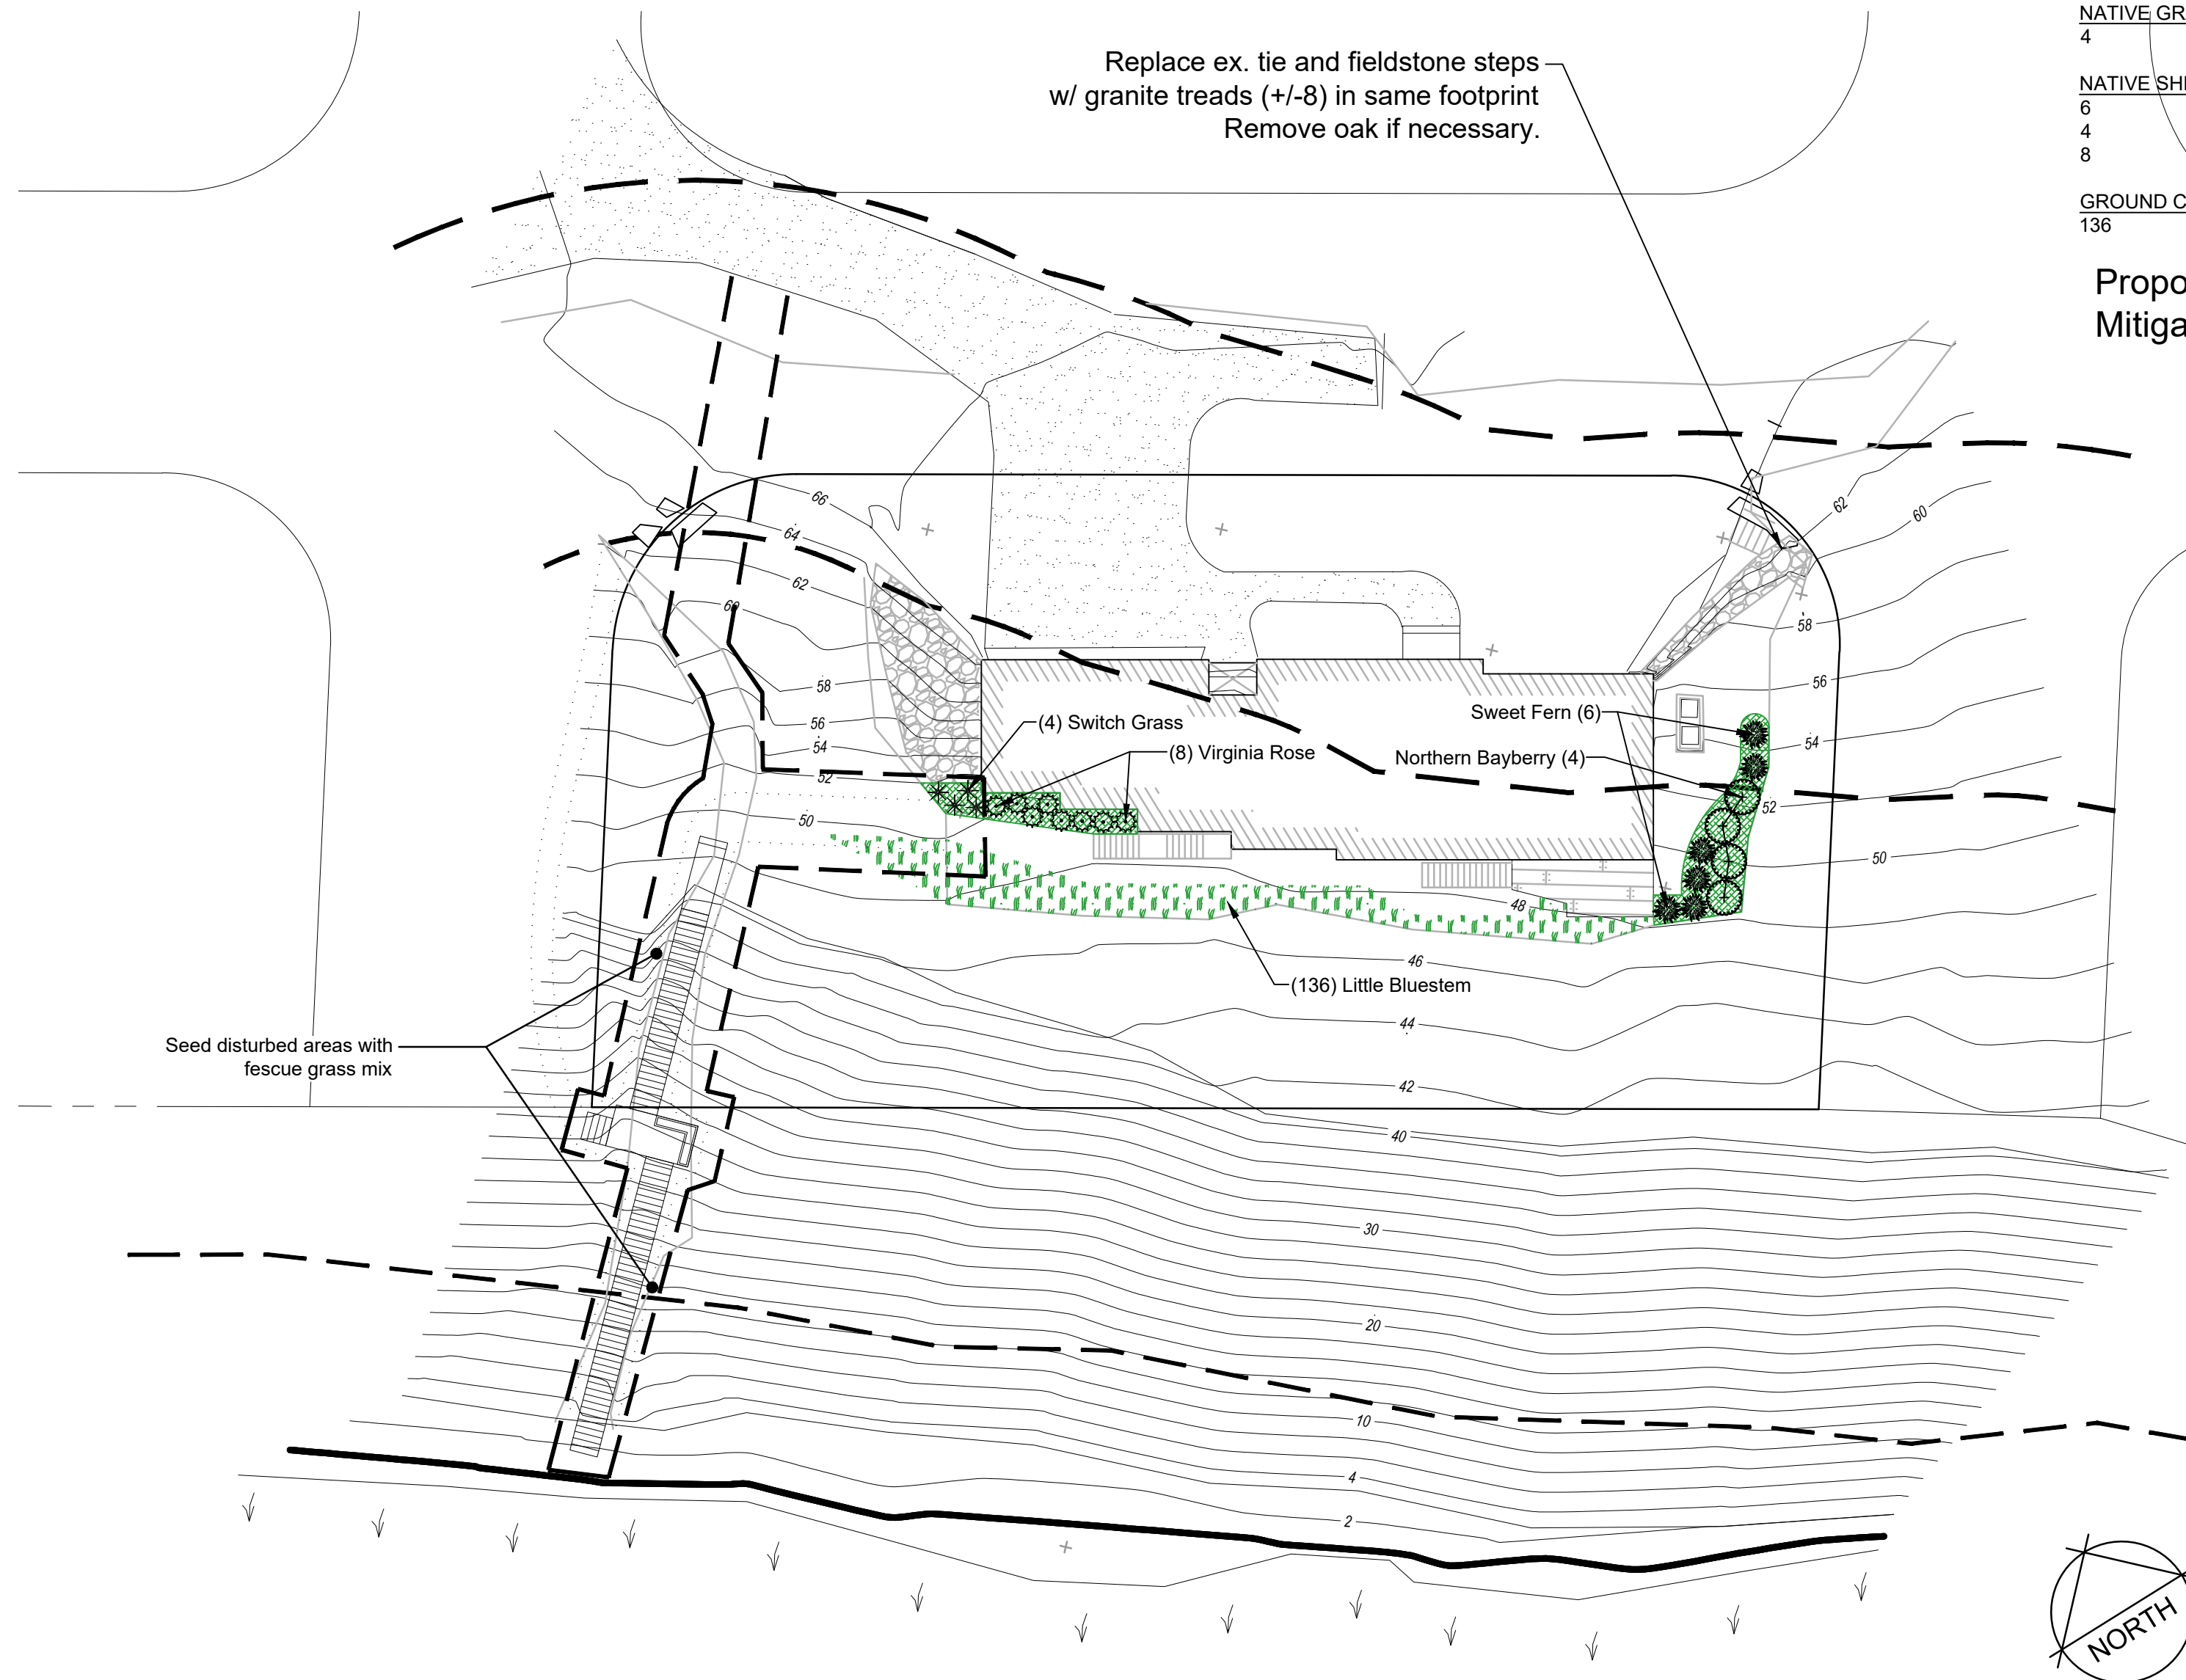 NATIVE GR
4
NATIVE SH
6
4
8
GROUND C
136
Propo
Mitiga
Replace ex. tie and fieldstone steps
w/ granite treads (+/-8) in same footprint
Remove oak if necessary.
66
64
62
60
58
56
54
52
50
62
60
58
56
54
52
50
(4) Switch Grass
(8) Virginia Rose
Sweet Fern (6)
Northern Bayberry (4)
48
46
(136) Little Bluestem
44
42
40
30
20
10
4
2
Seed disturbed areas with
fescue grass mix
NORTH